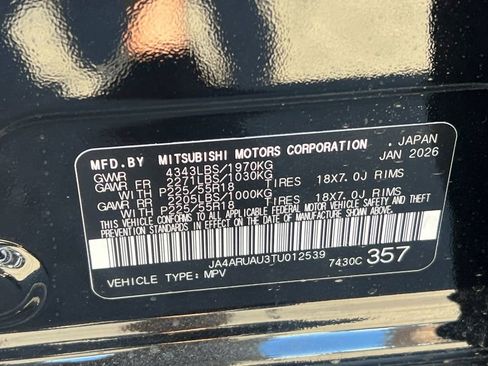 MFD.BY MITSUBISHI MOTORS CORPORATION . JAPAN
GVWR 4343LBS/1970KG JAN 2026
GAWR FR 2271LBS/1030KG
P225/55R18 TIRES 18X7.0J RIMS
GAWR RR 2205LBS/1000KG
P225/55R18 TIRES 18X7.0J RIMS
THIS VEHICLE CONFORMS TO ALL APPLICABLE FEDERAL MOTOR VEHICLE SAFETY AND
THEFT PREVENTION STANDARDS IN EFFECT ON THE DATE OF MANUFACTURE SHOWN ABOVE.
JA4ARUAU3TU012539 7430C 357
VEHICLE TYPE: MPV